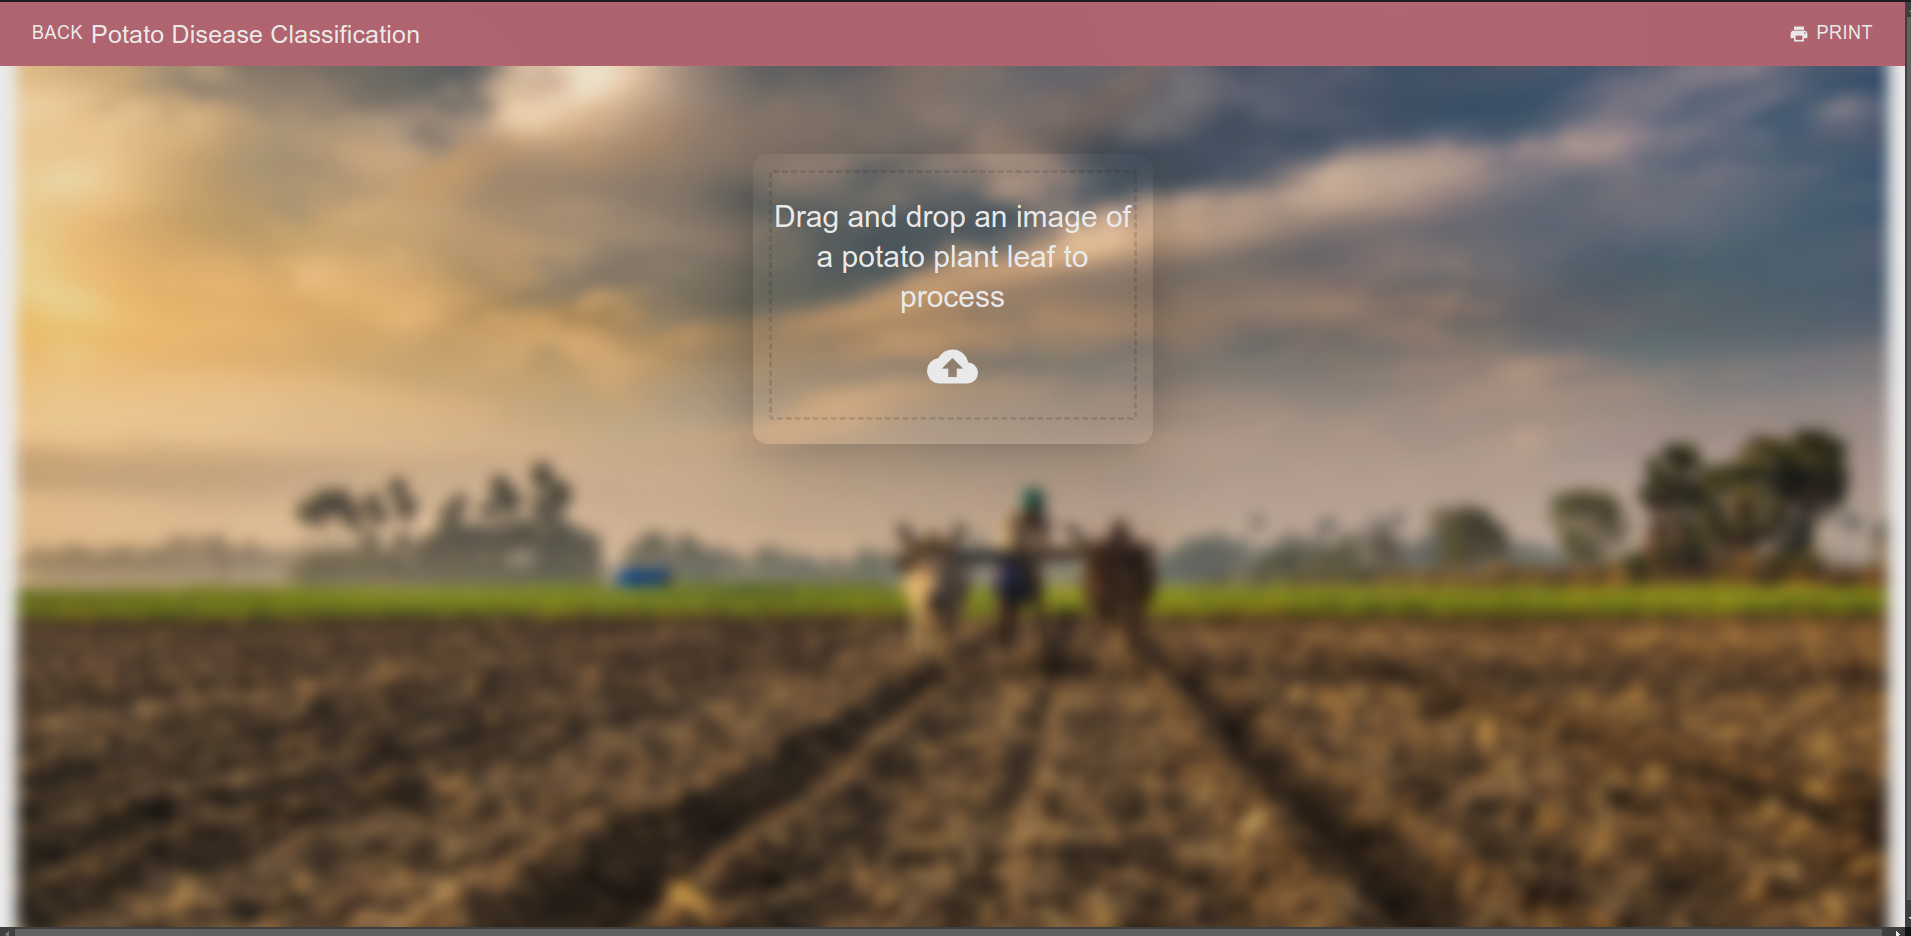 BACK Potato Disease Classification
PRINT
Drag and drop an image of
a potato plant leaf to
process